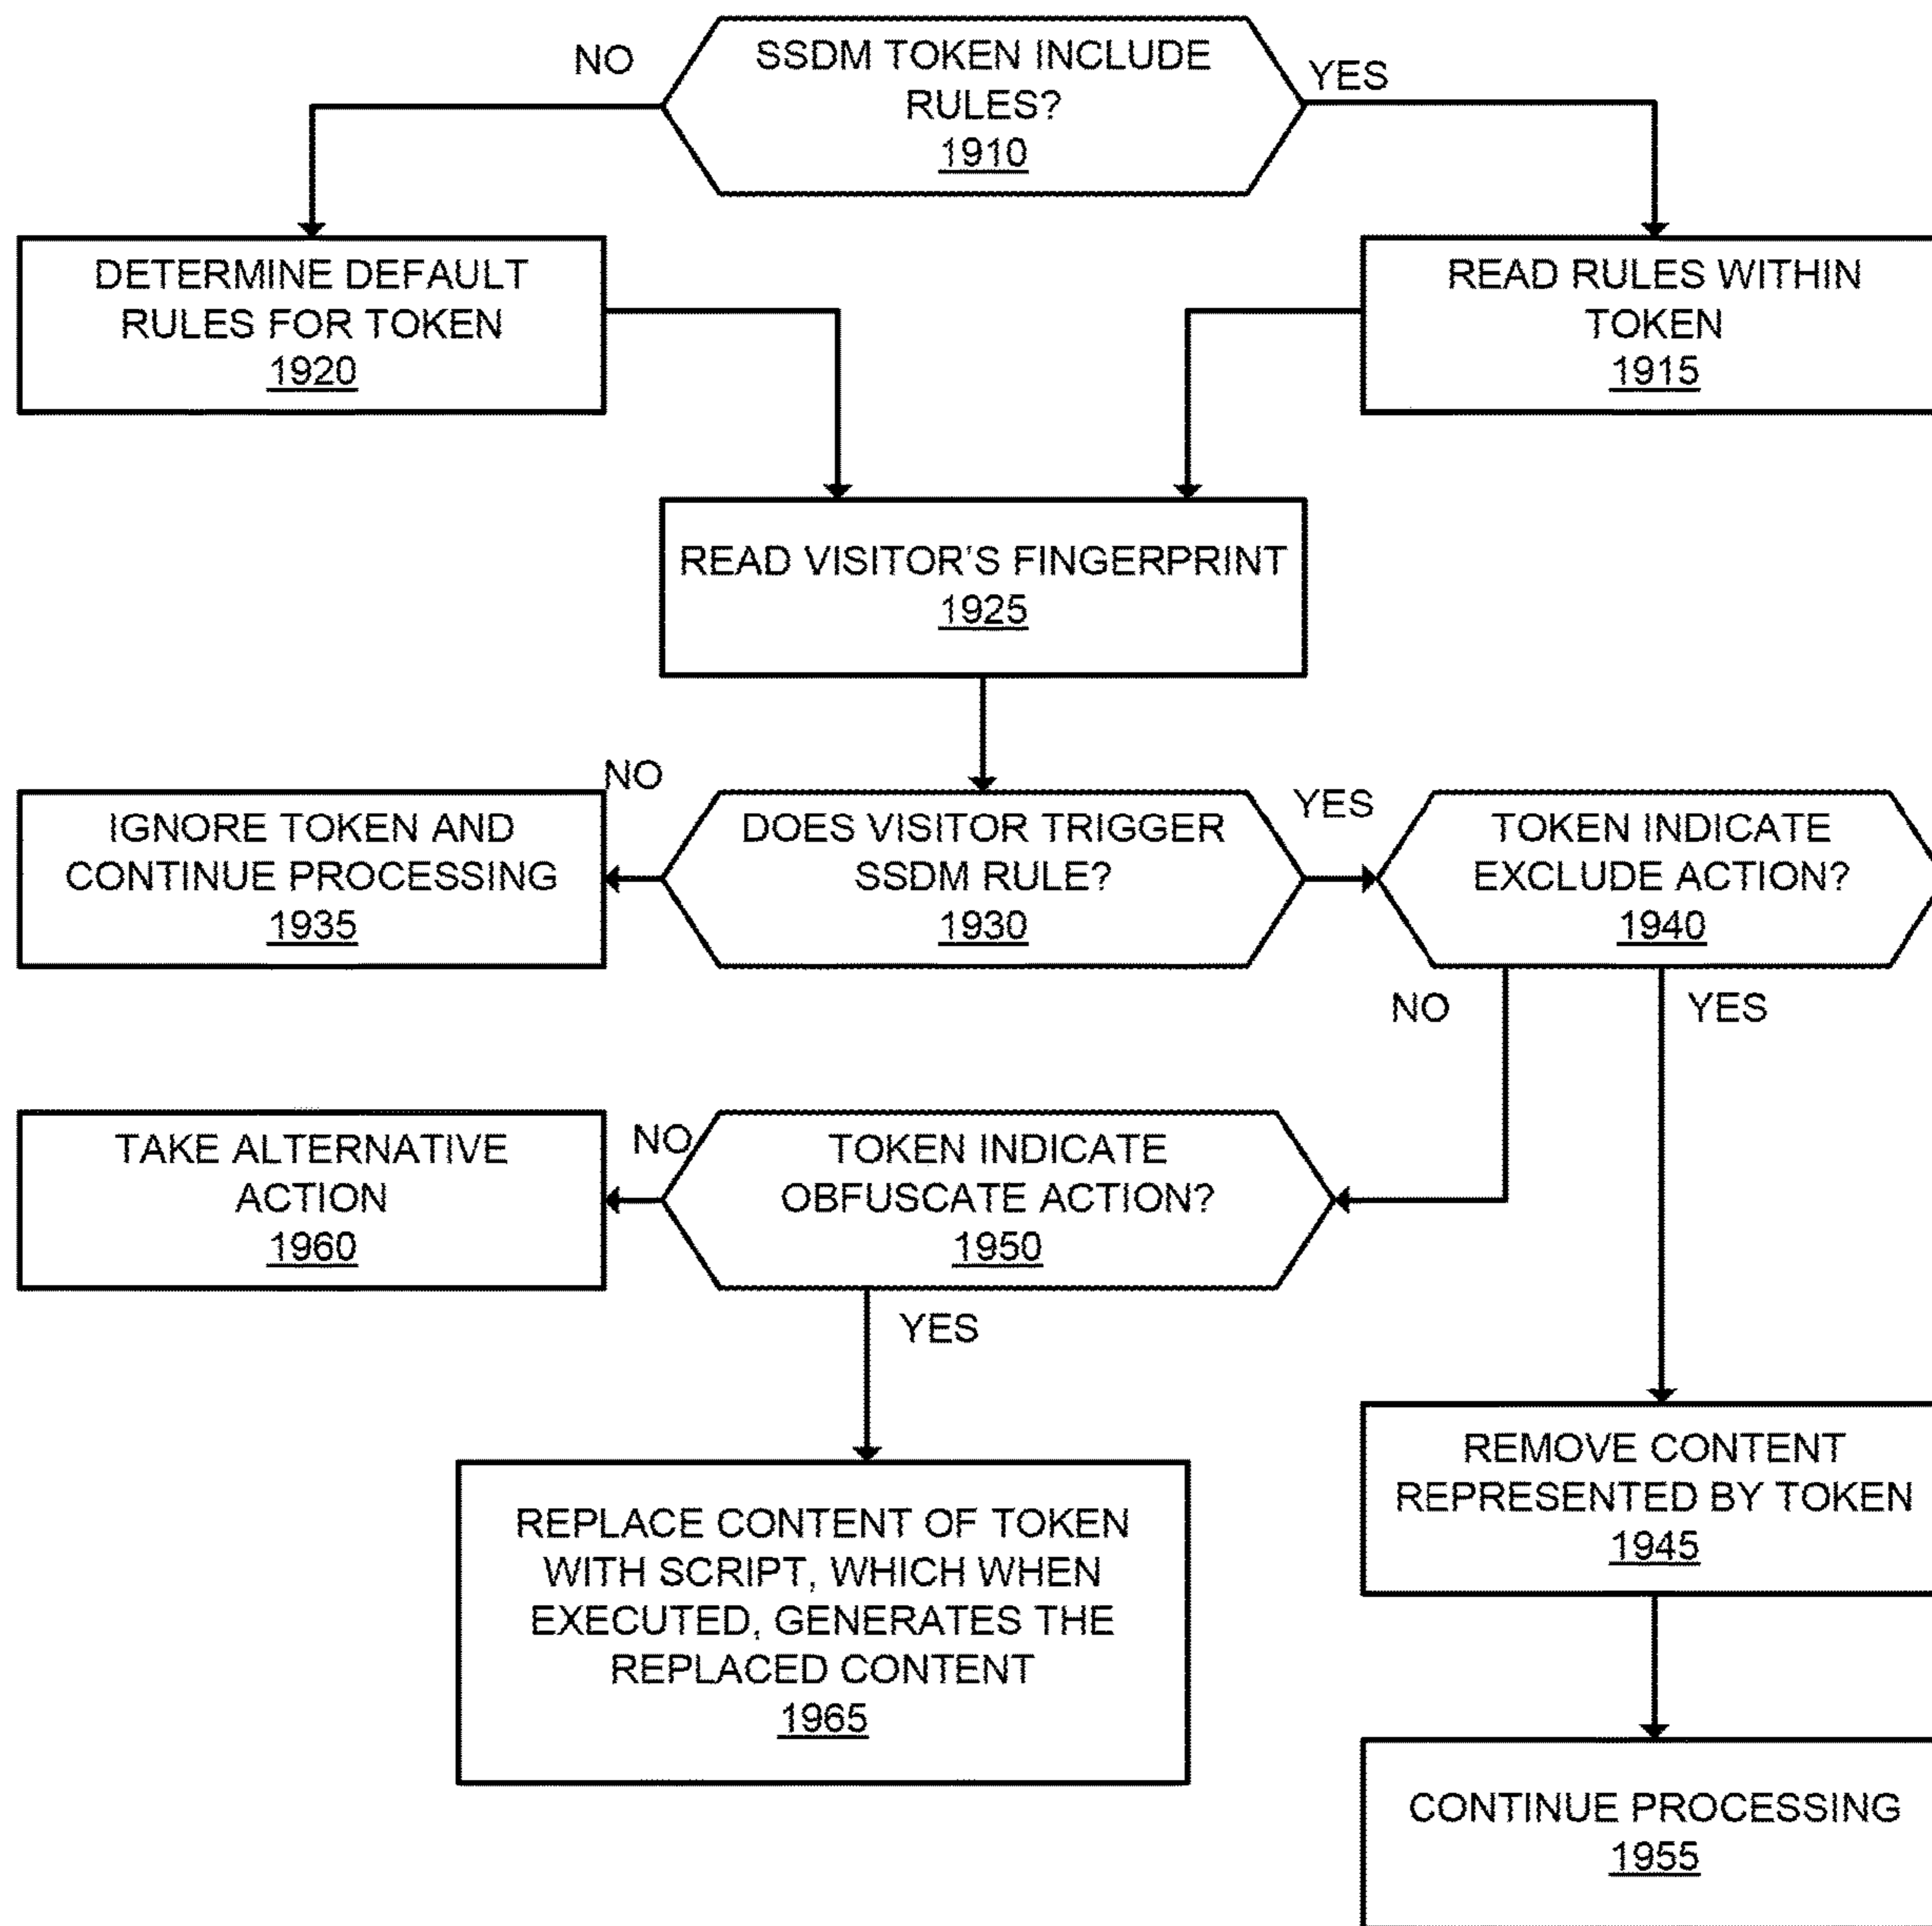 NO
SSDM TOKEN INCLUDE
RULES?
1910
YES
DETERMINE DEFAULT
RULES FOR TOKEN
1920
READ RULES WITHIN
TOKEN
1915
READ VISITOR'S FINGERPRINT
1925
NO
IGNORE TOKEN AND
CONTINUE PROCESSING
1935
DOES VISITOR TRIGGER
SSDM RULE?
1930
YES
TOKEN INDICATE
EXCLUDE ACTION?
1940
NO
YES
TAKE ALTERNATIVE
ACTION
1960
NO
TOKEN INDICATE
OBFUSCATE ACTION?
1950
YES
REPLACE CONTENT OF TOKEN
WITH SCRIPT, WHICH WHEN
EXECUTED, GENERATES THE
REPLACED CONTENT
1965
REMOVE CONTENT
REPRESENTED BY TOKEN
1945
CONTINUE PROCESSING
1955